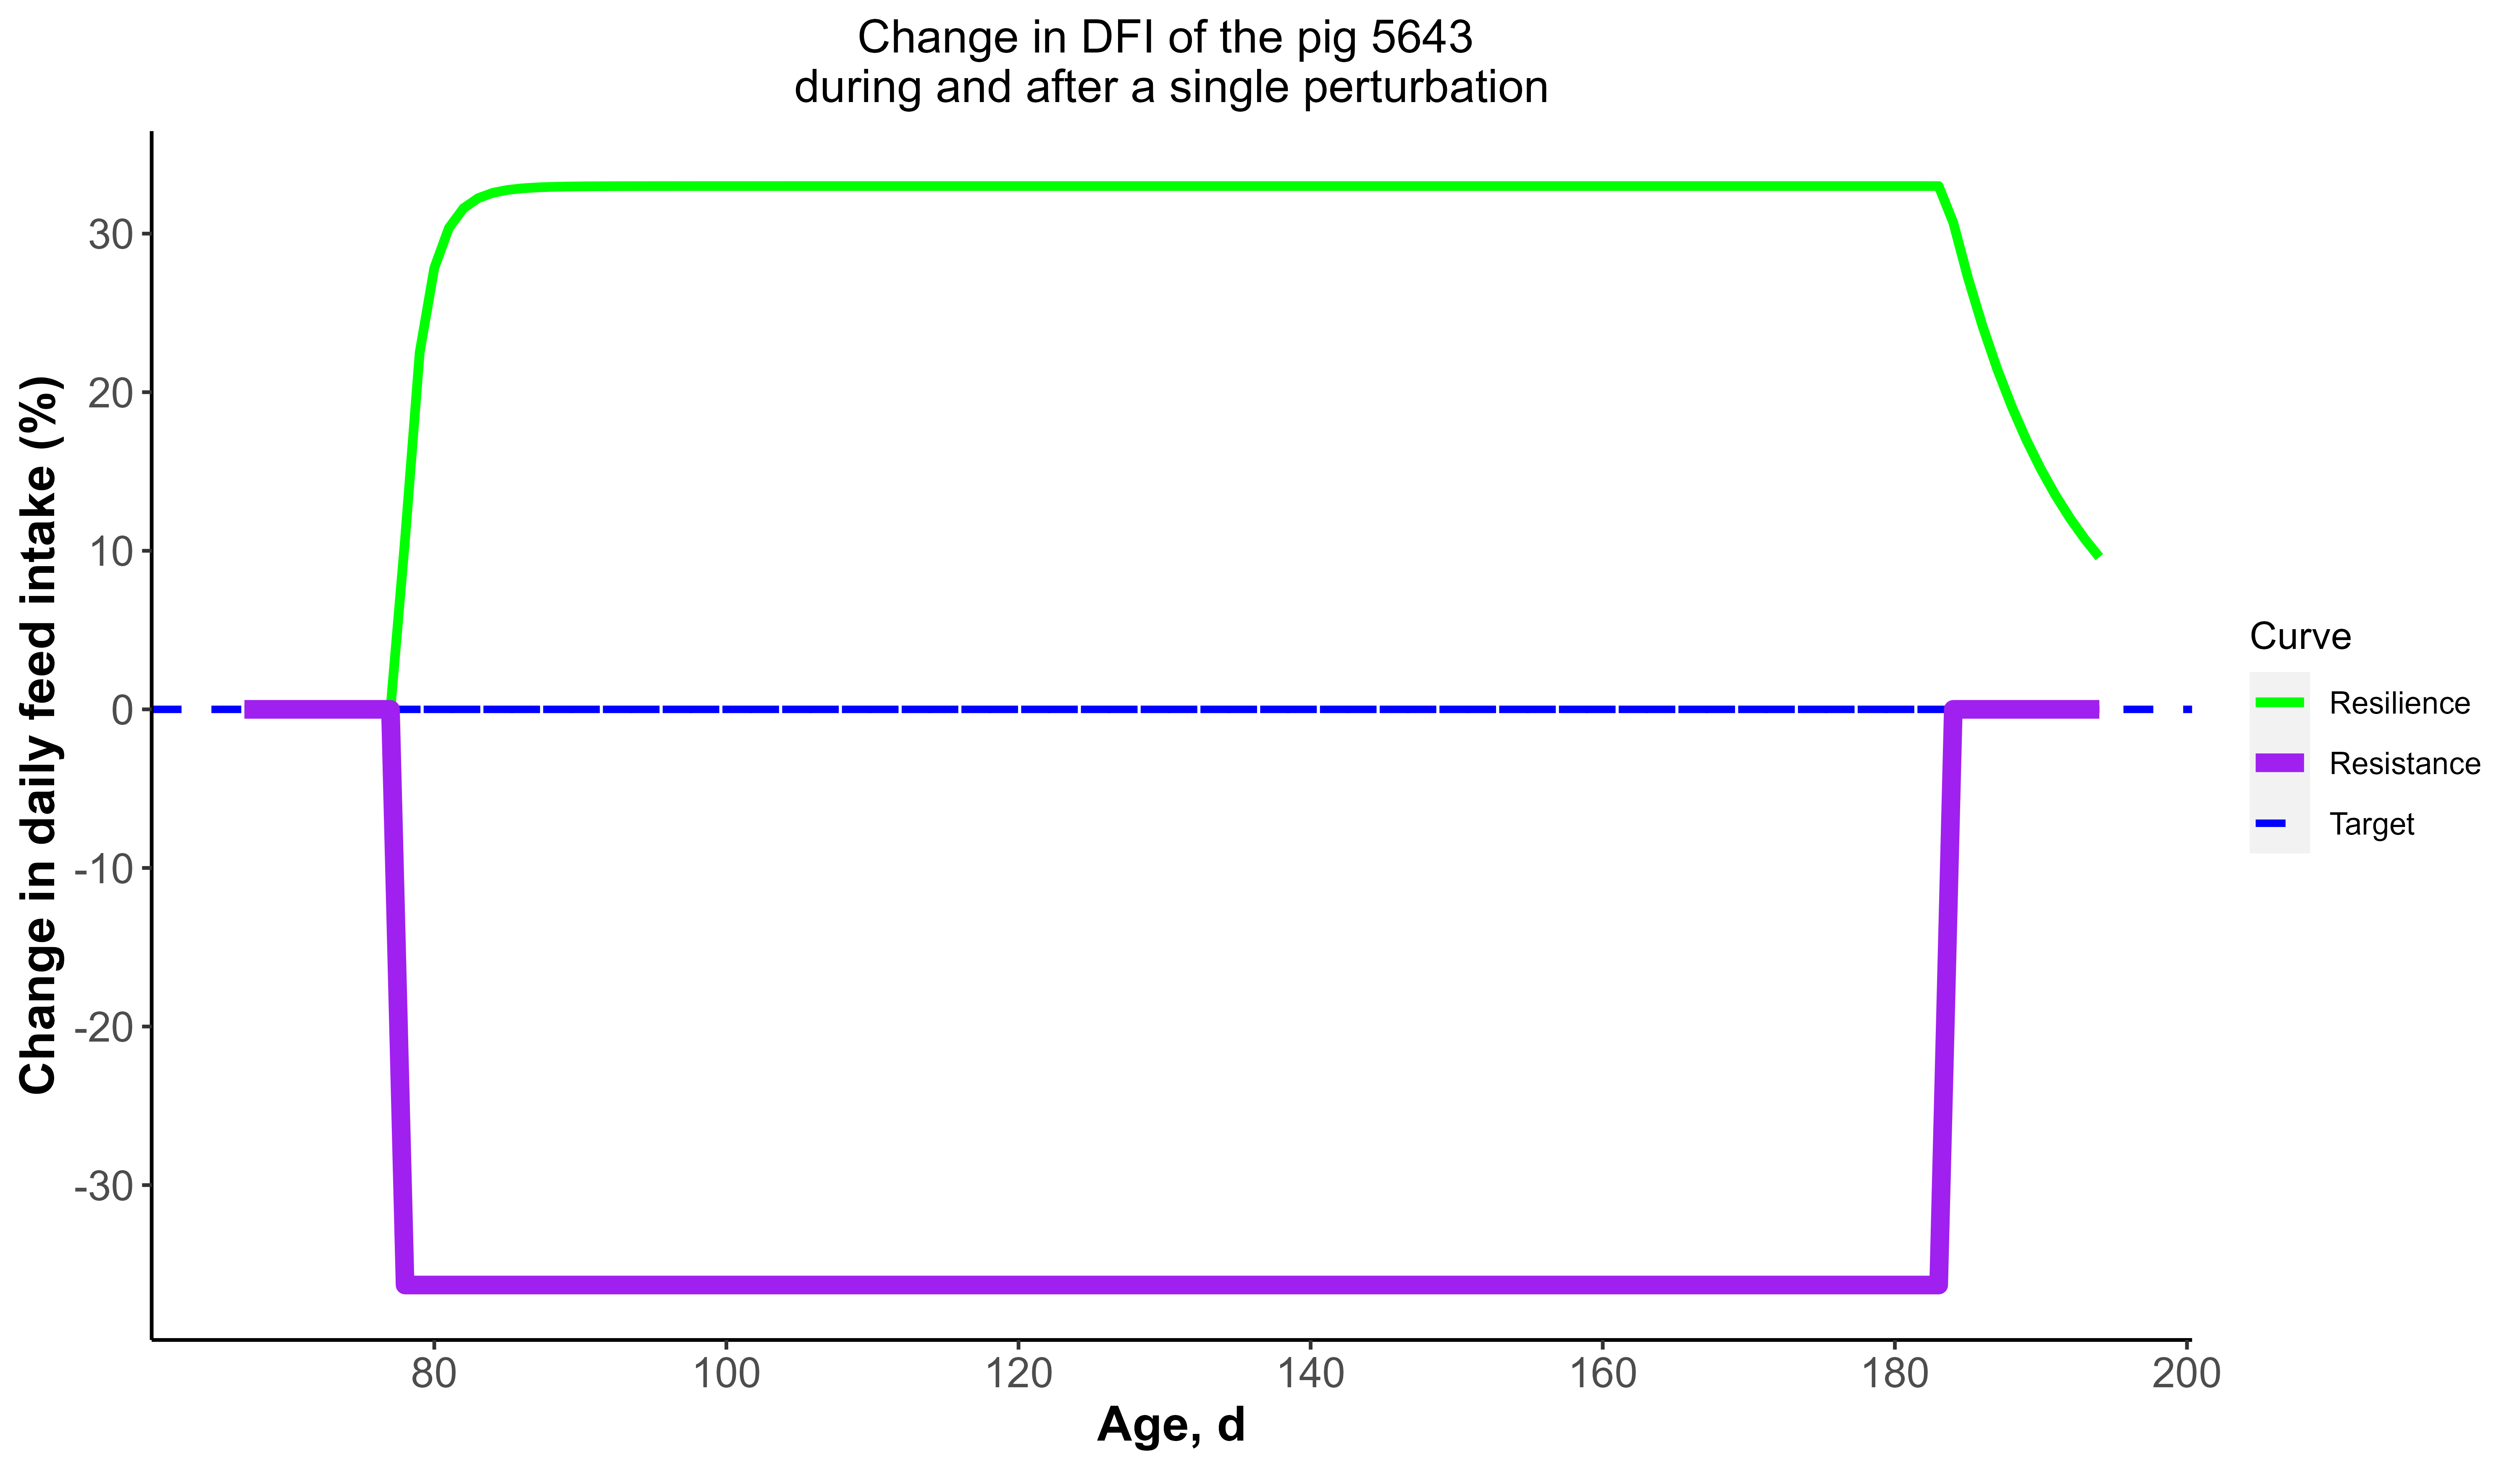 Change in DFI of the pig 5643
during and after a single perturbation
Change in daily feed intake (%)
30
20
10
0
-10
-20
-30
80 100 120 140 160 180 200
Age, d
Curve
Resilience
Resistance
Target